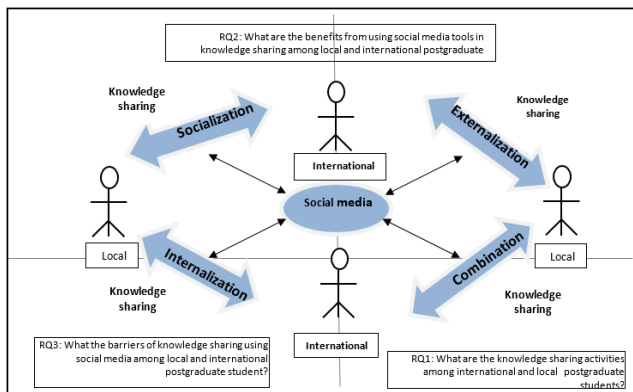 RQ2: What are the benefits from using social media tools in
knowledge sharing among local and international postgraduate
Knowledge
sharing
Socialization
Externalization
Knowledge
sharing
International
Social media
Local
Local
Internalization
Combination
Knowledge
sharing
Knowledge
sharing
International
RQ3: What the barriers of knowledge sharing using
social media among local and international
postgraduate student?
RQ1: What are the knowledge sharing activities
among international and local postgraduate
students?